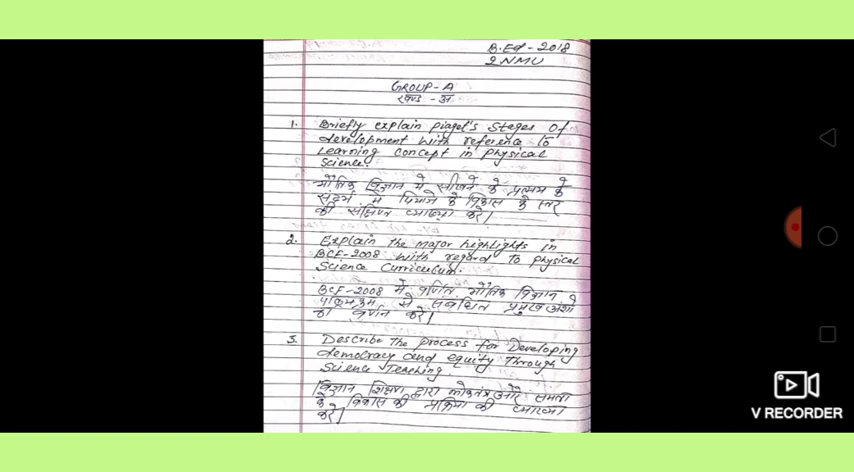 B.Ed - 2018
2NMU
GROUP - A
खण्ड - अ
1. Briefly explain piaget's Stages Of
development with reference to
Learning concept in physical
Science.
भौतिक विज्ञान में सीखने के प्रत्यय के
संदर्भ में पियाजे के विकास के स्तर
की संक्षिप्त व्याख्या करें।
2. Explain the major highlights in
BCF-2008 with regard to physical
Science Curriculum.
BCF-2008 में वर्णित भौतिक विज्ञान के
पाठ्यक्रम से संबंधित प्रमुख अंशों
का वर्णन करें।
3. Describe the process for Developing
democracy and equity Through
Science Teaching.
विज्ञान शिक्षण द्वारा लोकतंत्र और समता
के विकास की प्रक्रिया की व्याख्या
करें।
V RECORDER